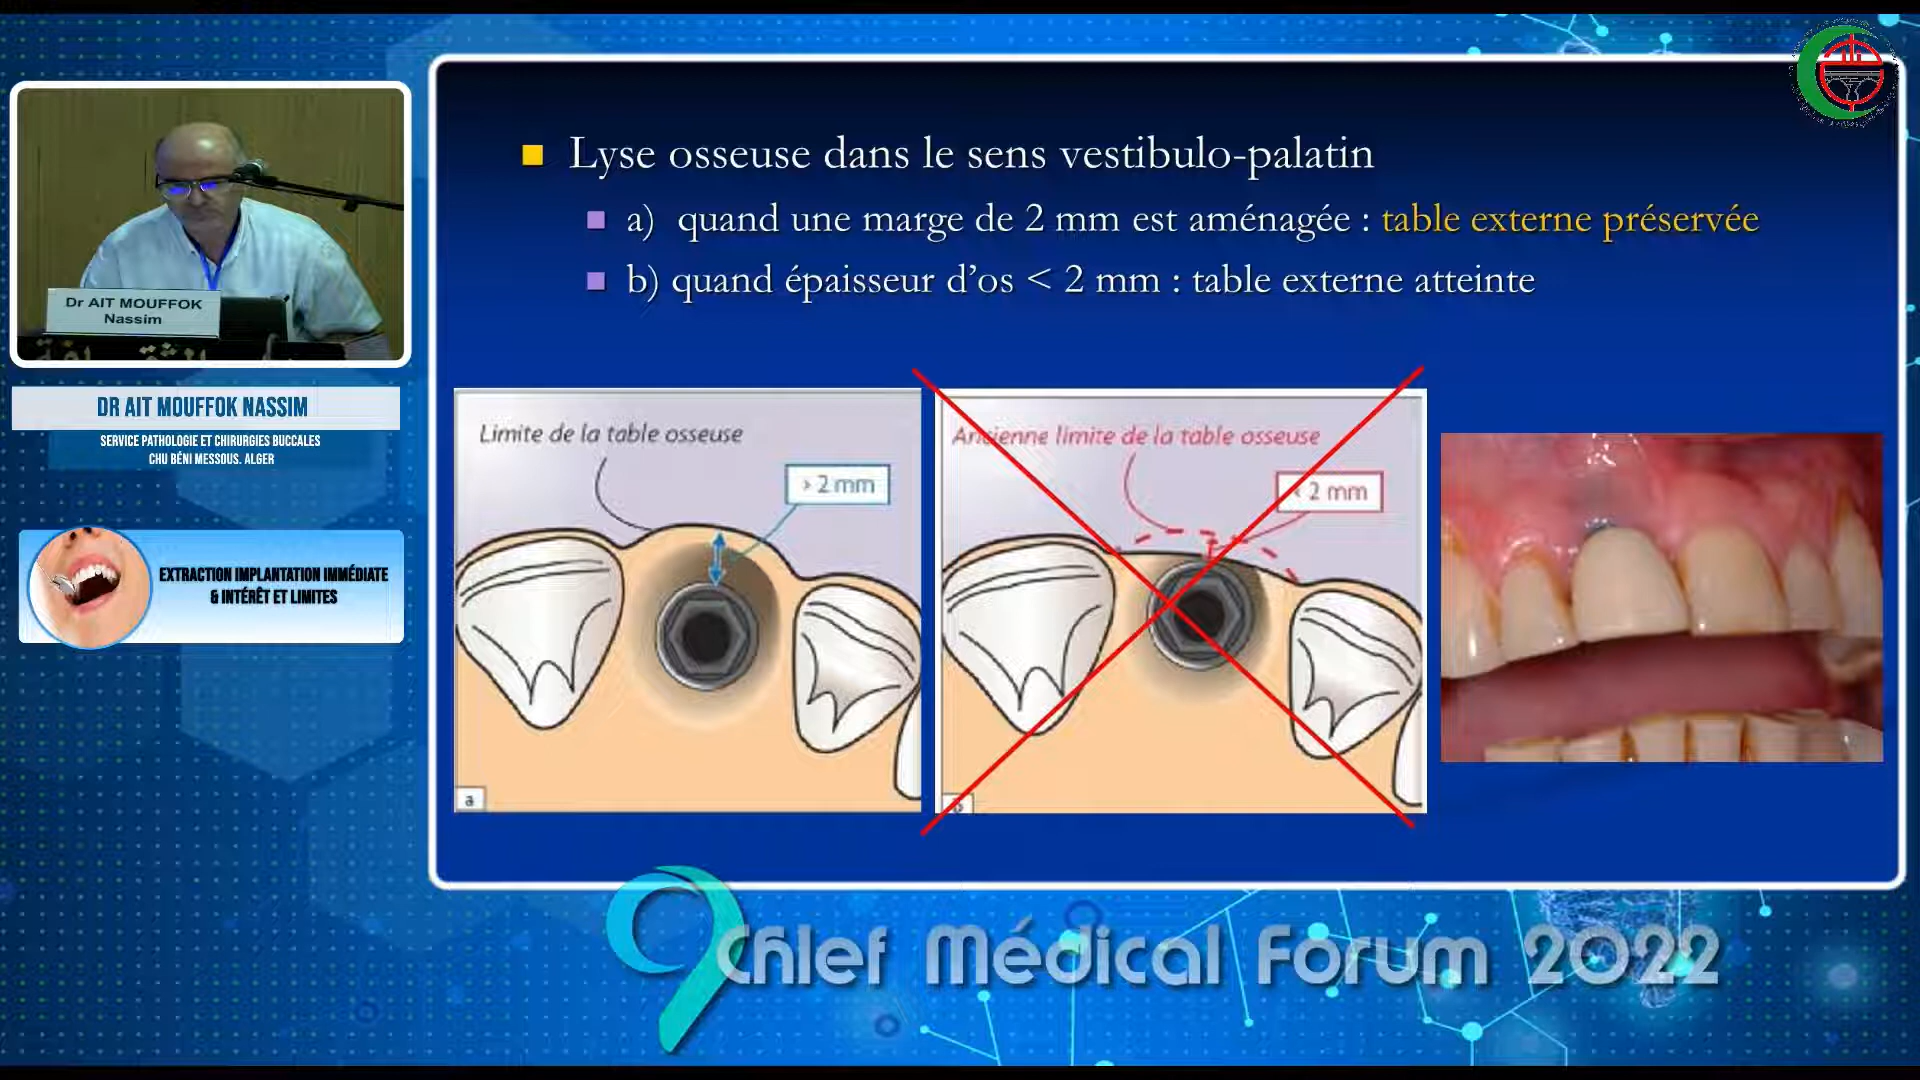 Lyse osseuse dans le sens vestibulo-palatin
a) quand une marge de 2 mm est aménagée : table externe préservée
b) quand épaisseur d’os < 2 mm : table externe atteinte
Dr AIT MOUFFOK
Nassim
DR AIT MOUFFOK NASSIM
SERVICE PATHOLOGIE ET CHIRURGIES BUCCALES
CHU BÉNI MESSOUS. ALGER
EXTRACTION IMPLANTATION IMMÉDIATE
& INTÉRÊT ET LIMITES
Limite de la table osseuse
> 2 mm
a
Ancienne limite de la table osseuse
< 2 mm
b
9 Chlef Médical Forum 2022